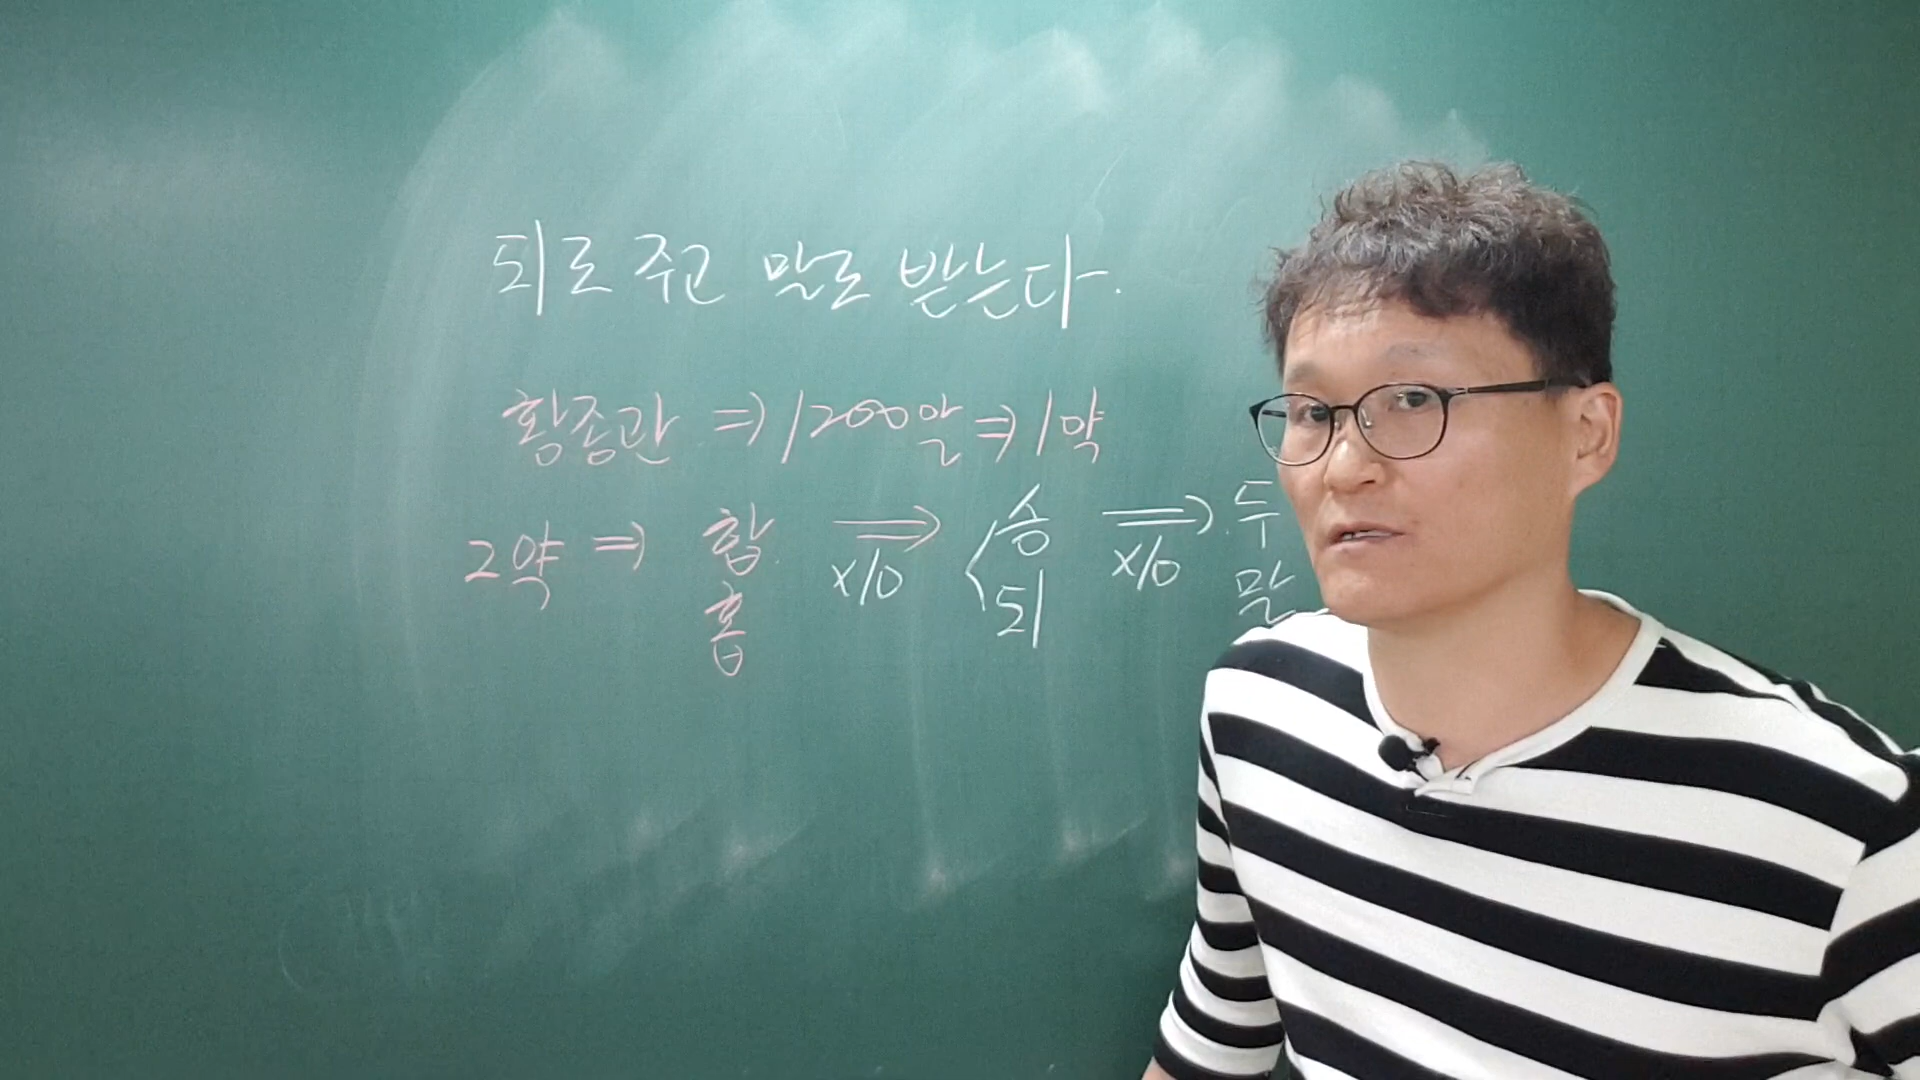 되로 주고 말로 받는다.
황종관 ⇒ 1200알 ⇒ 1약
2약 ⇒ 합 ⇒ 승 ⇒ 두
홉 x10 되 x10 말